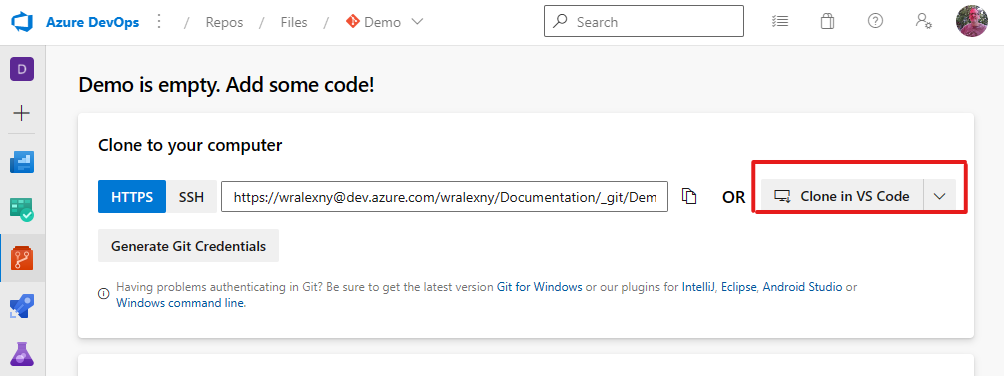 Azure DevOps / Repos / Files / Demo Search
D
Demo is empty. Add some code!
Clone to your computer
HTTPS SSH https://wralexny@dev.azure.com/wralexny/Documentation/_git/Dem OR Clone in VS Code
Generate Git Credentials
Having problems authenticating in Git? Be sure to get the latest version Git for Windows or our plugins for IntelliJ, Eclipse, Android Studio or
Windows command line.